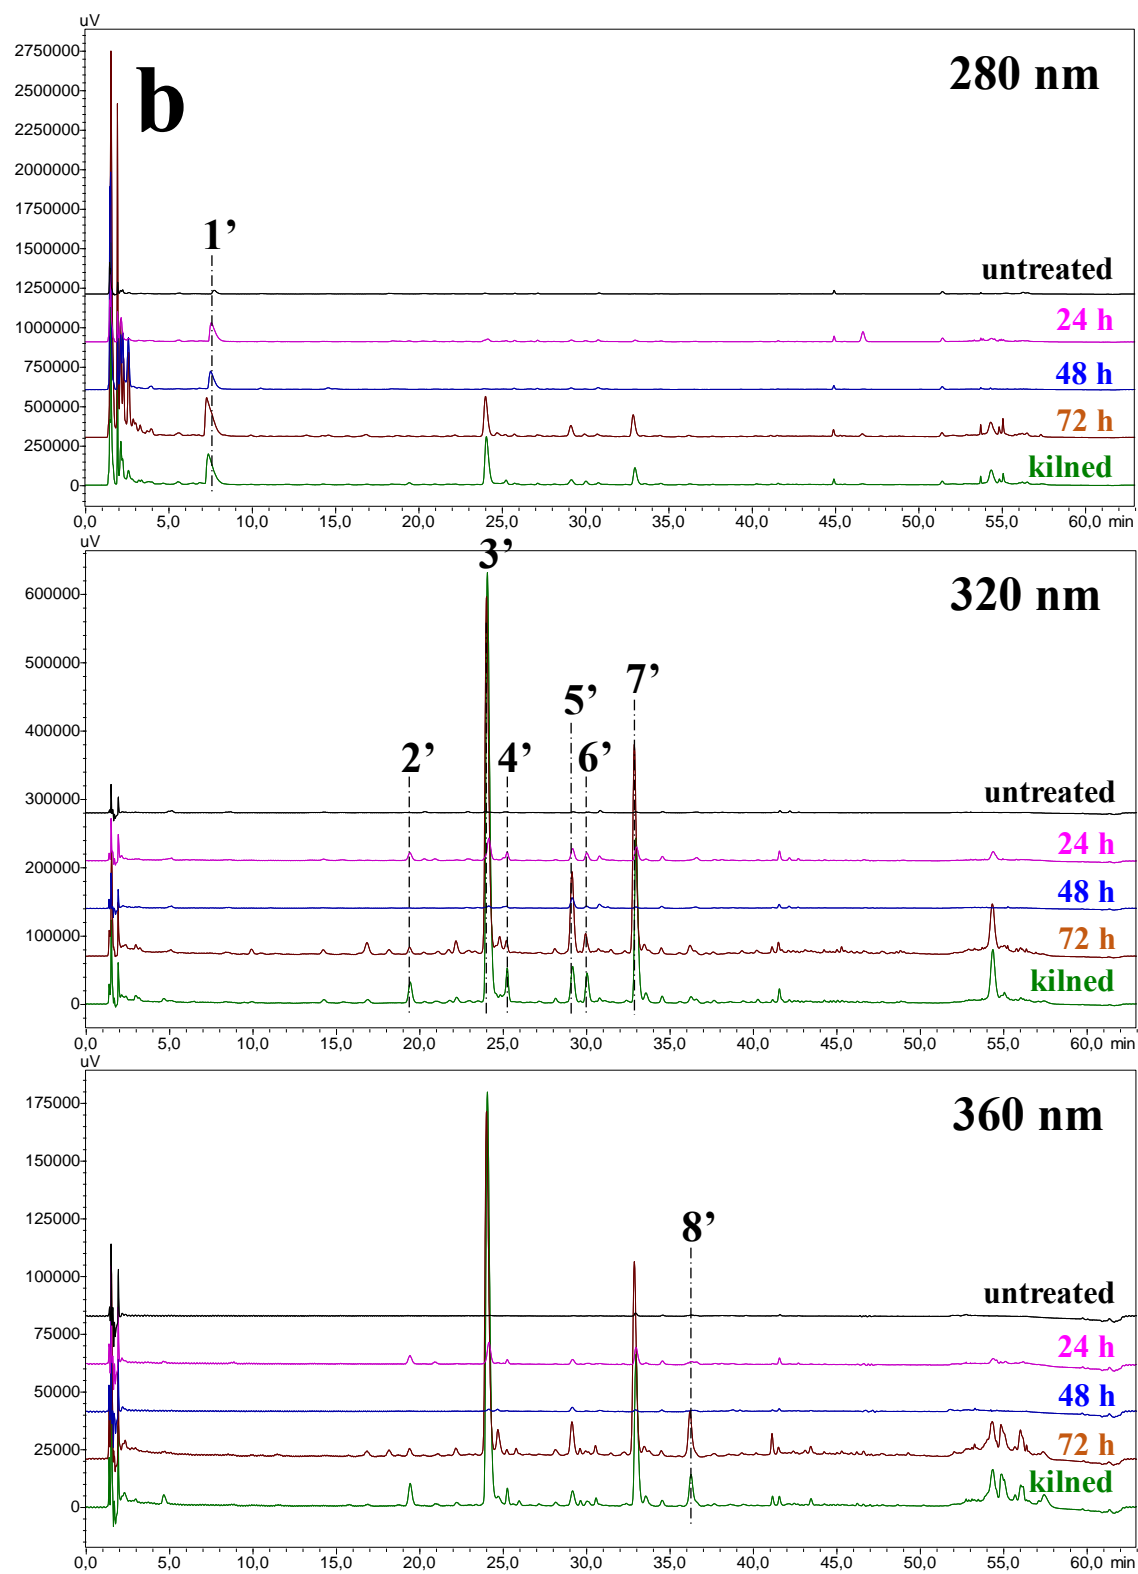 uV
b
280 nm
2750000
2500000
2250000
2000000
1750000
1500000
1250000
1000000
750000
500000
250000
0
1’
untreated
24 h
48 h
72 h
kilned
0,0 5,0 10,0 15,0 20,0 25,0 30,0 35,0 40,0 45,0 50,0 55,0 60,0 min
uV
320 nm
600000
500000
400000
300000
200000
100000
0
2’ 3’ 4’ 5’ 6’ 7’
untreated
24 h
48 h
72 h
kilned
0,0 5,0 10,0 15,0 20,0 25,0 30,0 35,0 40,0 45,0 50,0 55,0 60,0 min
uV
360 nm
175000
150000
125000
100000
75000
50000
25000
0
8’
untreated
24 h
48 h
72 h
kilned
0,0 5,0 10,0 15,0 20,0 25,0 30,0 35,0 40,0 45,0 50,0 55,0 60,0 min